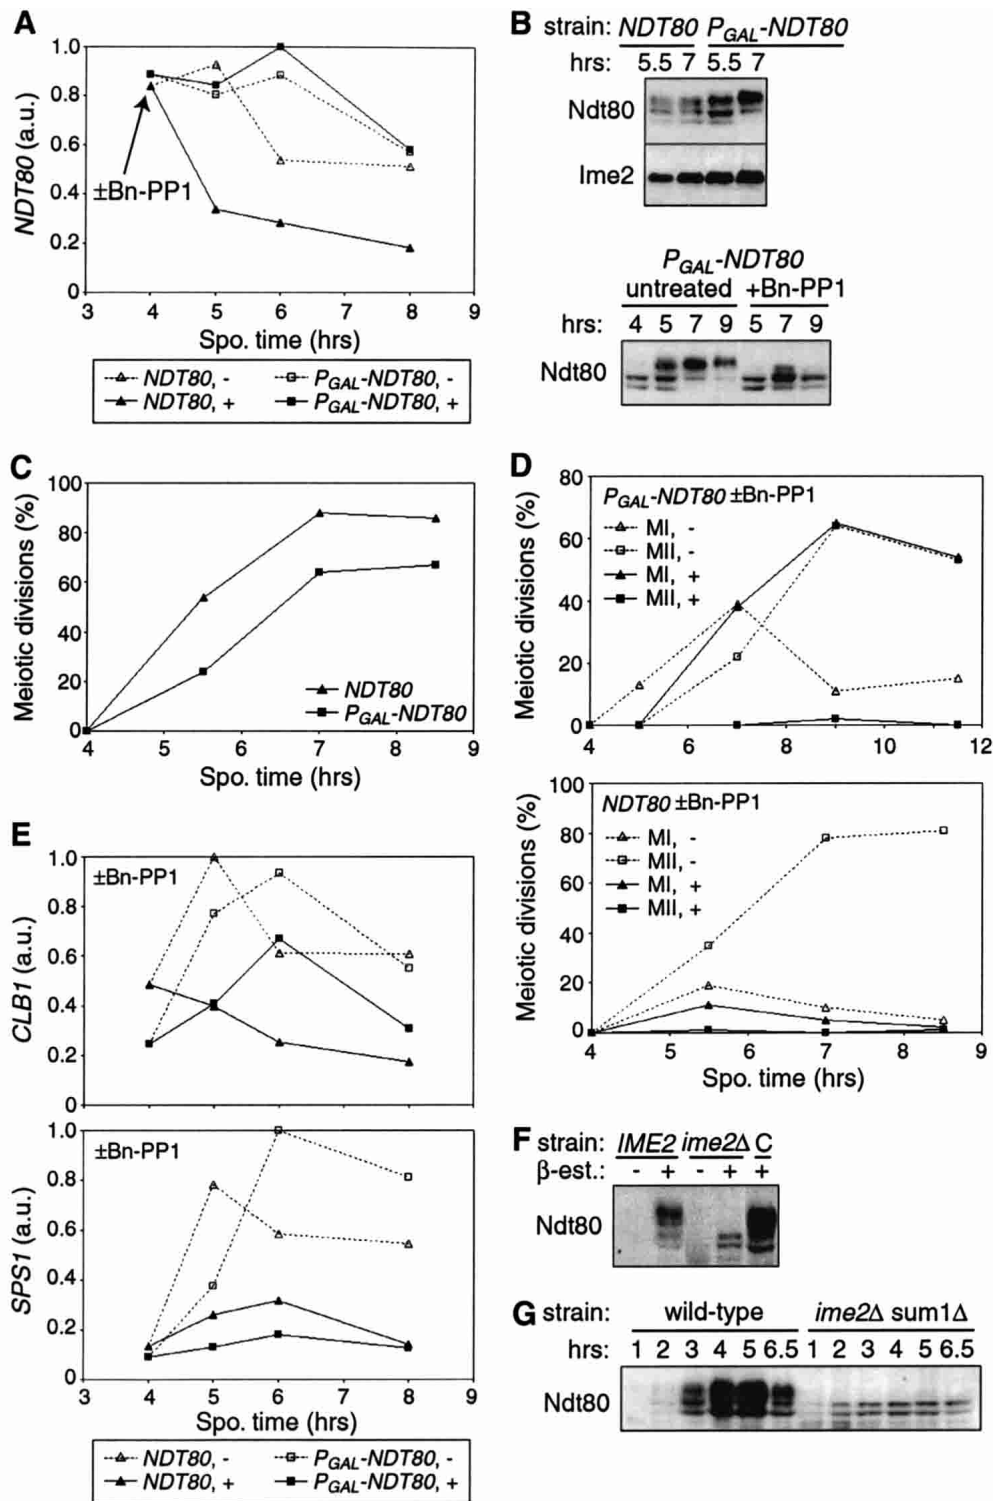 A
1.0
0.8
0.6
0.4
0.2
0
NDT80 (a.u.)
±Bn-PP1
3 4 5 6 7 8 9
Spo. time (hrs)
NDT80, -
PGAL-NDT80, -
NDT80, +
PGAL-NDT80, +
B
strain: NDT80 PGAL-NDT80
hrs: 5.5 7 5.5 7
Ndt80
Ime2
PGAL-NDT80
untreated +Bn-PP1
hrs: 4 5 7 9 5 7 9
Ndt80
C
100
80
60
40
20
0
Meiotic divisions (%)
NDT80
PGAL-NDT80
4 5 6 7 8 9
Spo. time (hrs)
D
80
60
40
20
0
Meiotic divisions (%)
PGAL-NDT80 ±Bn-PP1
MI, -
MII, -
MI, +
MII, +
4 6 8 10 12
100
80
60
40
20
0
Meiotic divisions (%)
NDT80 ±Bn-PP1
MI, -
MII, -
MI, +
MII, +
4 5 6 7 8 9
Spo. time (hrs)
E
1.0
0.8
0.6
0.4
0.2
0
CLB1 (a.u.)
±Bn-PP1
1.0
0.8
0.6
0.4
0.2
0
SPS1 (a.u.)
±Bn-PP1
3 4 5 6 7 8 9
Spo. time (hrs)
NDT80, -
PGAL-NDT80, -
NDT80, +
PGAL-NDT80, +
F
strain: IME2 ime2Δ C
β-est.: - + - + +
Ndt80
G
strain: wild-type ime2Δ sum1Δ
hrs: 1 2 3 4 5 6.5 1 2 3 4 5 6.5
Ndt80